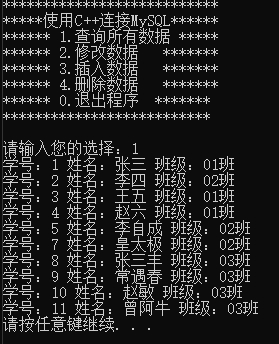 **************************
*****使用C++连接MySQL******
****** 1.查询所有数据 ******
****** 2.修改数据   *******
****** 3.插入数据   *******
****** 4.删除数据   *******
****** 0.退出程序  *******
**************************
请输入您的选择：1
学号：1 姓名：张三 班级：01班
学号：2 姓名：李四 班级：02班
学号：3 姓名：王五 班级：01班
学号：4 姓名：赵六 班级：01班
学号：5 姓名：李自成 班级：02班
学号：7 姓名：皇太极 班级：02班
学号：8 姓名：张三丰 班级：03班
学号：9 姓名：常遇春 班级：03班
学号：10 姓名：赵敏 班级：03班
学号：11 姓名：曾阿牛 班级：03班
请按任意键继续. . .